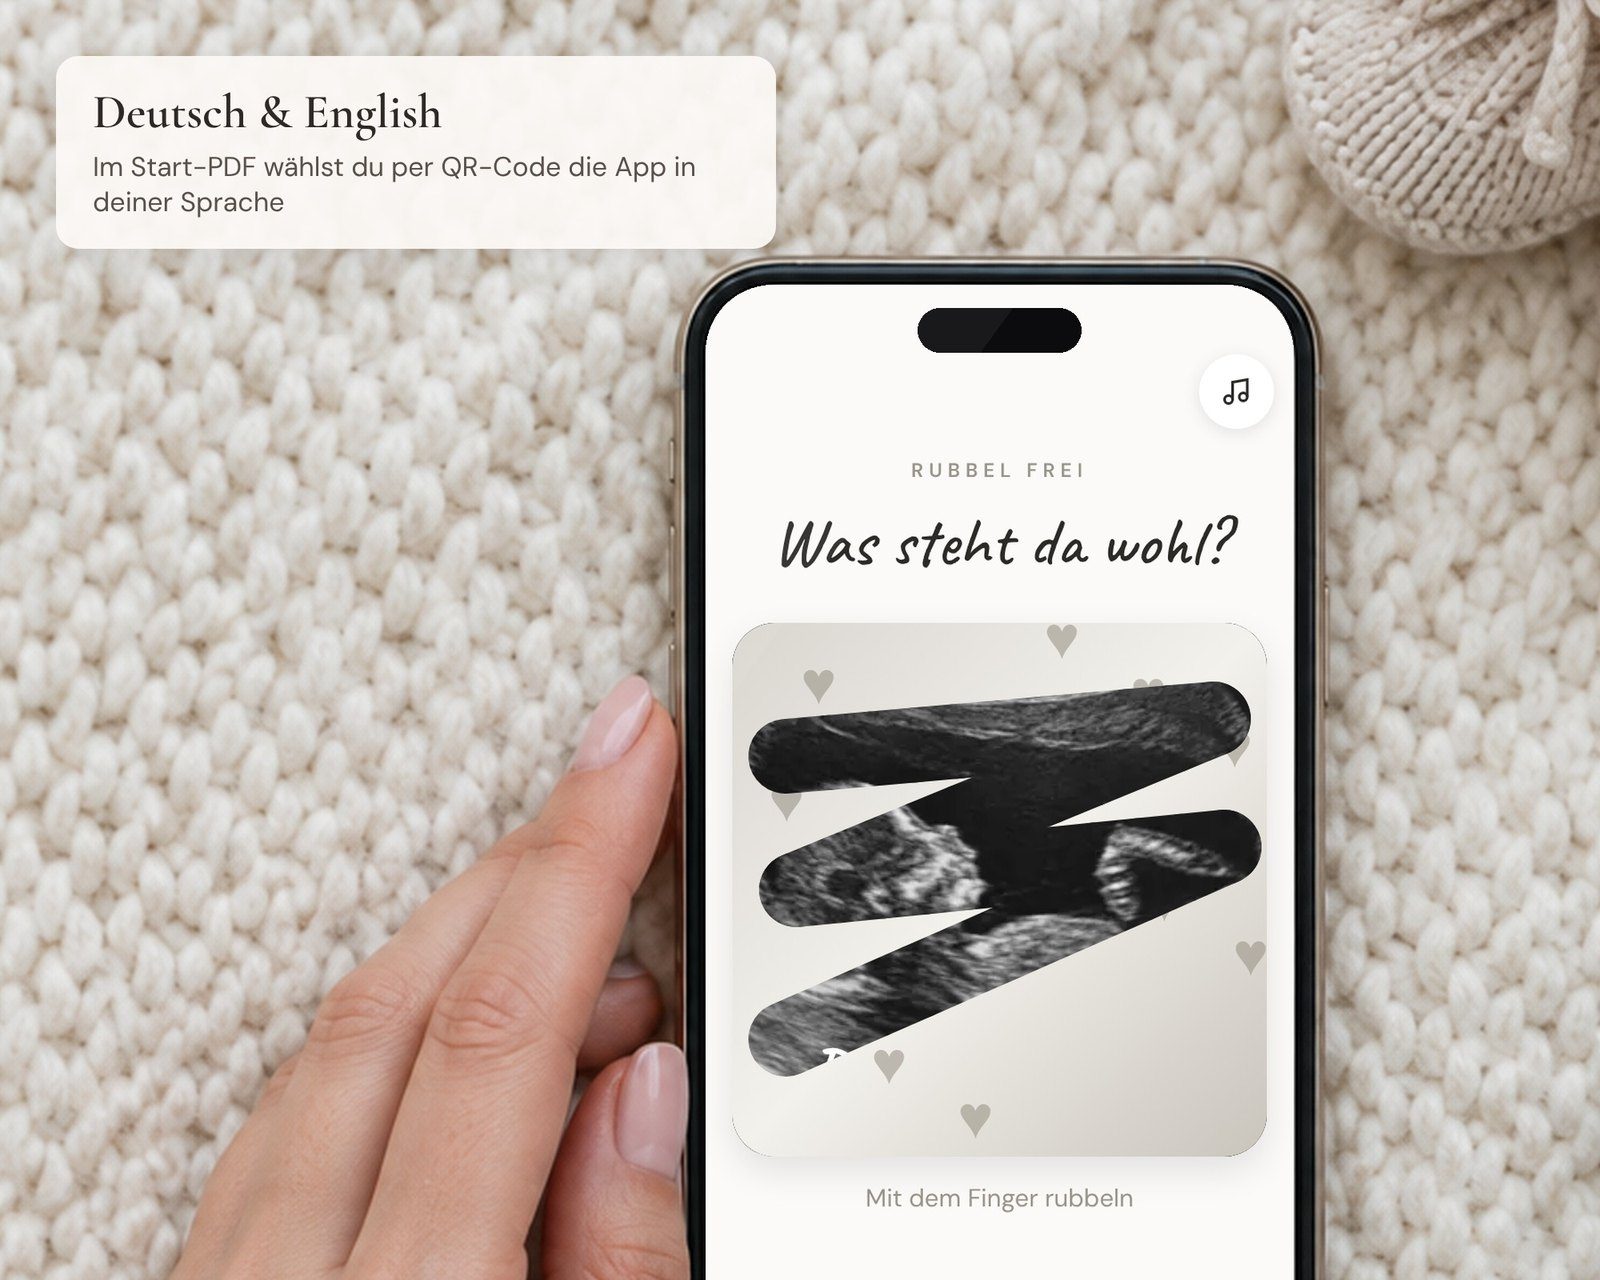 Deutsch & English
Im Start-PDF wählst du per QR-Code die App in
deiner Sprache
RUBBEL FREI
Was steht da wohl?
Mit dem Finger rubbeln